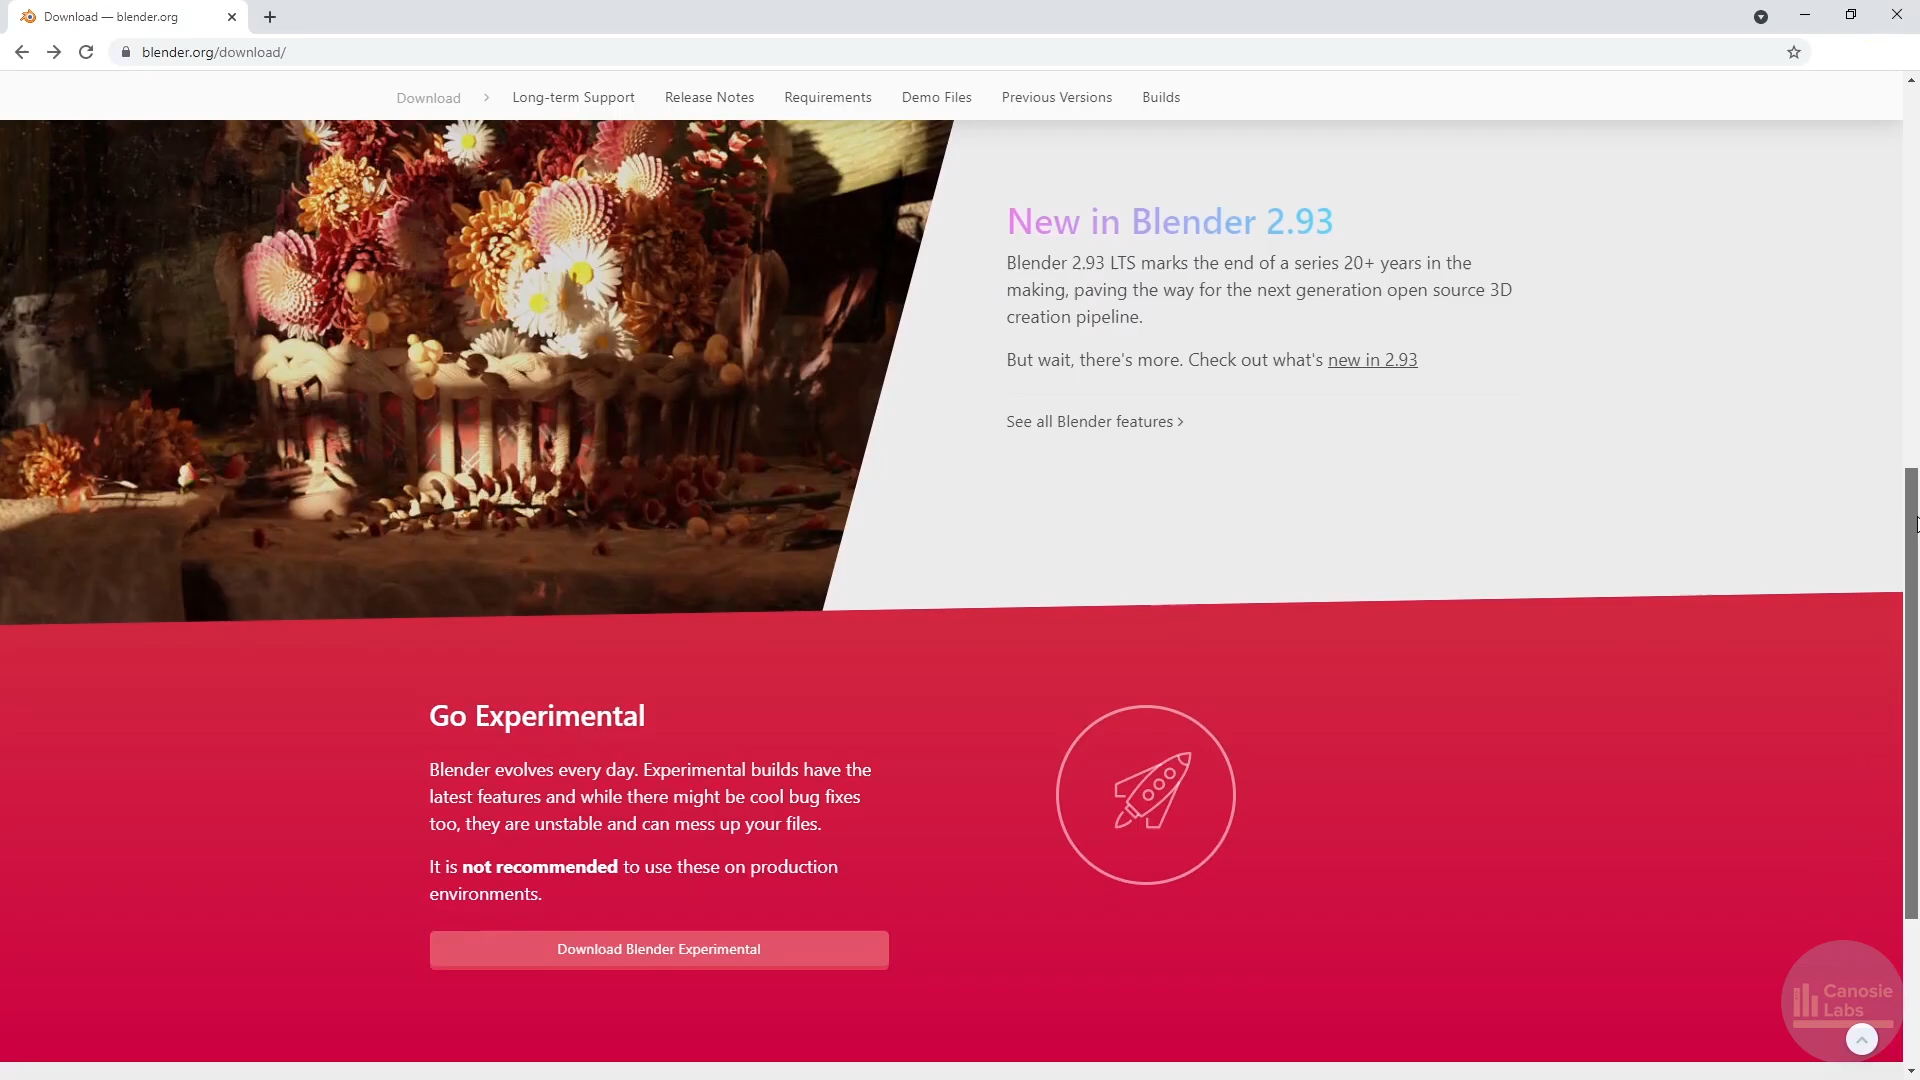 Download — blender.org
blender.org/download/
Download > Long-term Support Release Notes Requirements Demo Files Previous Versions Builds
New in Blender 2.93
Blender 2.93 LTS marks the end of a series 20+ years in the
making, paving the way for the next generation open source 3D
creation pipeline.
But wait, there's more. Check out what's new in 2.93
See all Blender features >
Go Experimental
Blender evolves every day. Experimental builds have the
latest features and while there might be cool bug fixes
too, they are unstable and can mess up your files.
It is not recommended to use these on production
environments.
Download Blender Experimental
Canosie
Labs